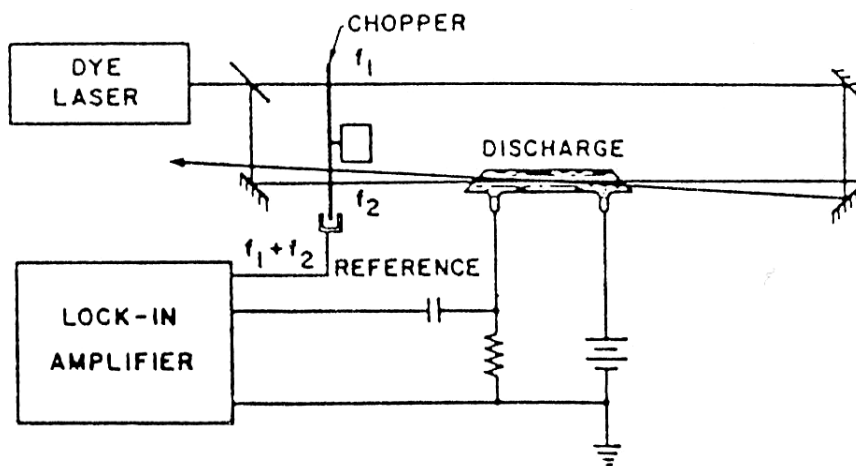 CHOPPER
f₁
DYE
LASER
DISCHARGE
f₂
f₁ + f₂
REFERENCE
LOCK-IN
AMPLIFIER